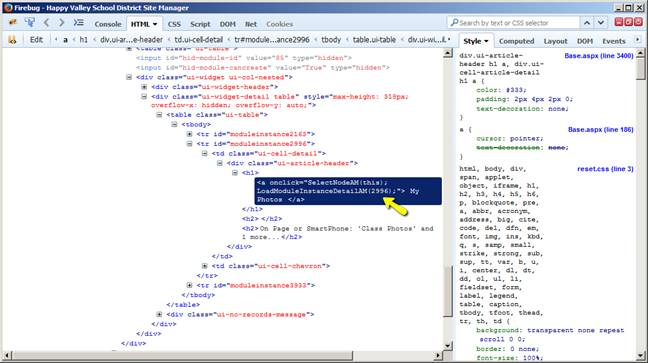 Firebug - Happy Valley School District Site Manager
Console HTML CSS Script DOM Net Cookies
Search by text or CSS selector
Edit a h1 div.ui-ar...e-header td.ui-cell-detail tr#module...ance2996 tbody table.ui-table div.ui-wi...
Style Computed Layout DOM Events
<table class="ui-table">
<input id="hid-module-id" value="85" type="hidden">
<input id="hid-module-cancreate" value="True" type="hidden">
<div class="ui-widget ui-col-nested">
<div class="ui-widget-header">
<div class="ui-widget-detail table" style="max-height: 318px;
overflow-x: hidden; overflow-y: auto;">
<table class="ui-table">
<tbody>
<tr id="moduleinstance2163">
<tr id="moduleinstance2996">
<td class="ui-cell-detail">
<div class="ui-article-header">
<h1>
<a onclick="SelectNodeAM(this);
LoadModuleInstanceDetailAM(2996);"> My
Photos </a>
</h1>
<h2> </h2>
<h2>On Page or SmartPhone: 'Class Photos' and
1 more...</h2>
</div>
</td>
<td class="ui-cell-chevron">
</tr>
<tr id="moduleinstance3933">
</tbody>
</table>
<div class="ui-no-records-message">
</div>
</div>
div.ui-article-
header h1 a, div.ui-
cell-article-detail
h1 a {
Base.aspx (line 3400)
color: #333;
padding: 2px 4px 2px 0;
text-decoration: none;
}
a {
Base.aspx (line 186)
cursor: pointer;
text-decoration: none;
}
html, body, div,
reset.css (line 3)
span, applet,
object, iframe, h1,
h2, h3, h4, h5, h6,
p, blockquote, pre,
a, abbr, acronym,
address, big, cite,
code, del, dfn, em,
font, img, ins, kbd,
q, s, samp, small,
strike, strong, sub,
sup, tt, var, b, u,
i, center, dl, dt,
dd, ol, ul, li,
fieldset, form,
label, legend,
table, caption,
tbody, tfoot, thead,
tr, th, td {
background: transparent none repeat
scroll 0 0;
border: 0 none;
font-size: 100%;